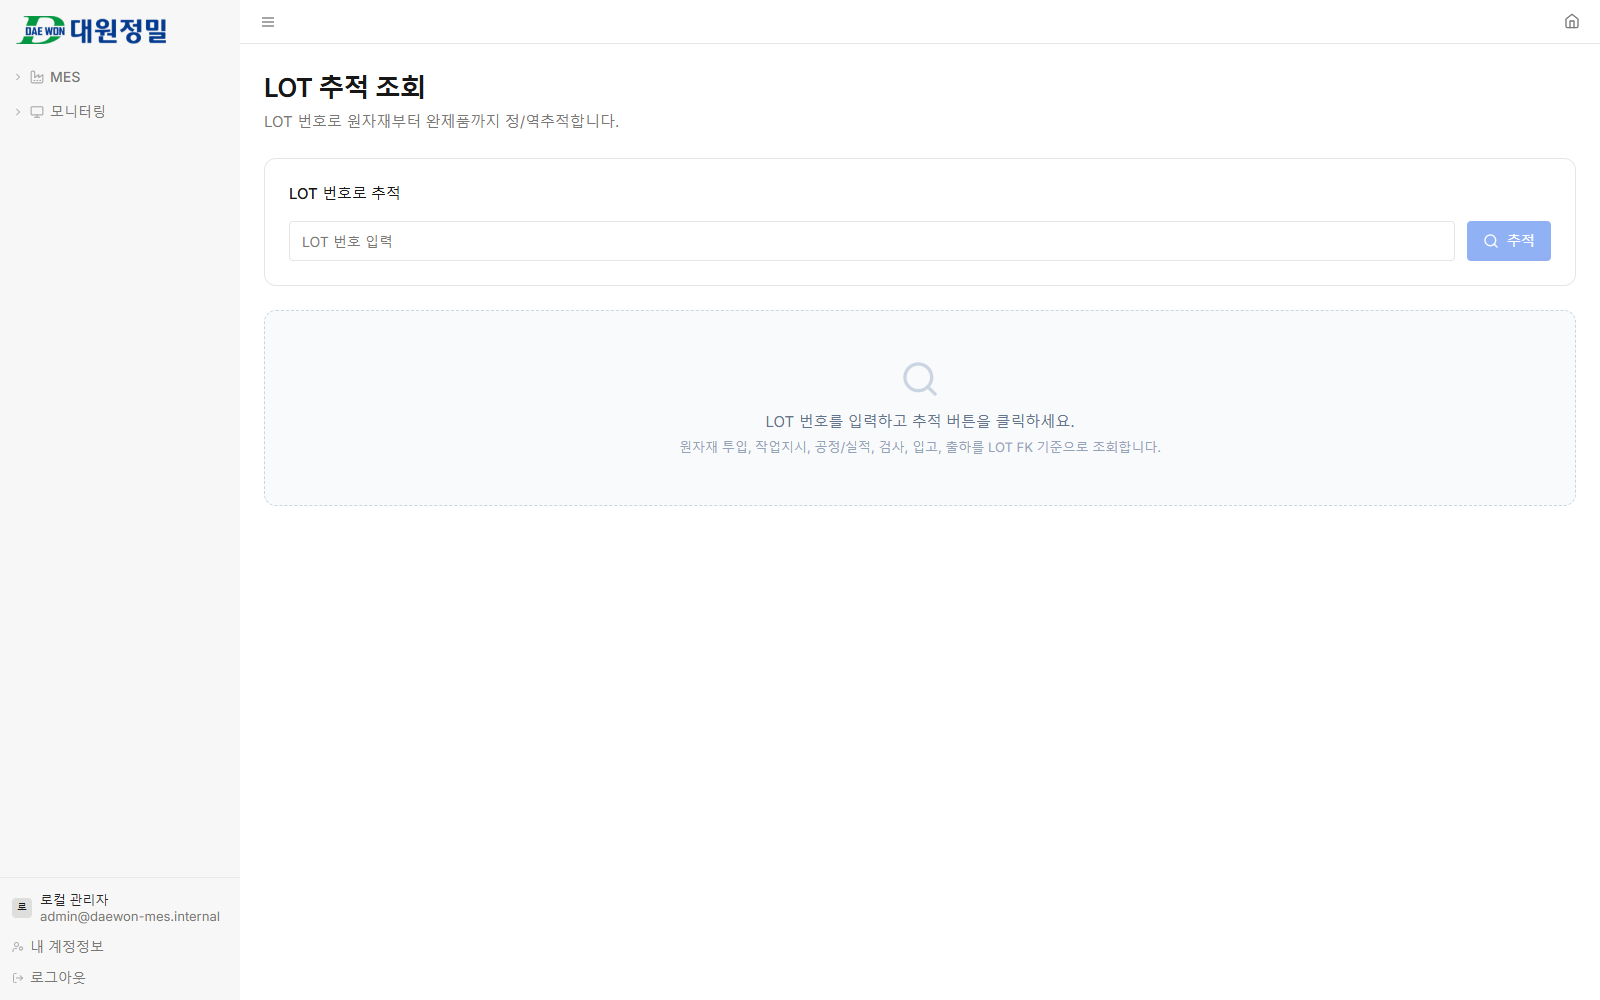 DAE WON 대원정밀
MES
모니터링
LOT 추적 조회
LOT 번호로 원자재부터 완제품까지 정/역추적합니다.
LOT 번호로 추적
LOT 번호 입력
추적
LOT 번호를 입력하고 추적 버튼을 클릭하세요.
원자재 투입, 작업지시, 공정/실적, 검사, 입고, 출하를 LOT FK 기준으로 조회합니다.
로
로컬 관리자
admin@daewon-mes.internal
내 계정정보
로그아웃